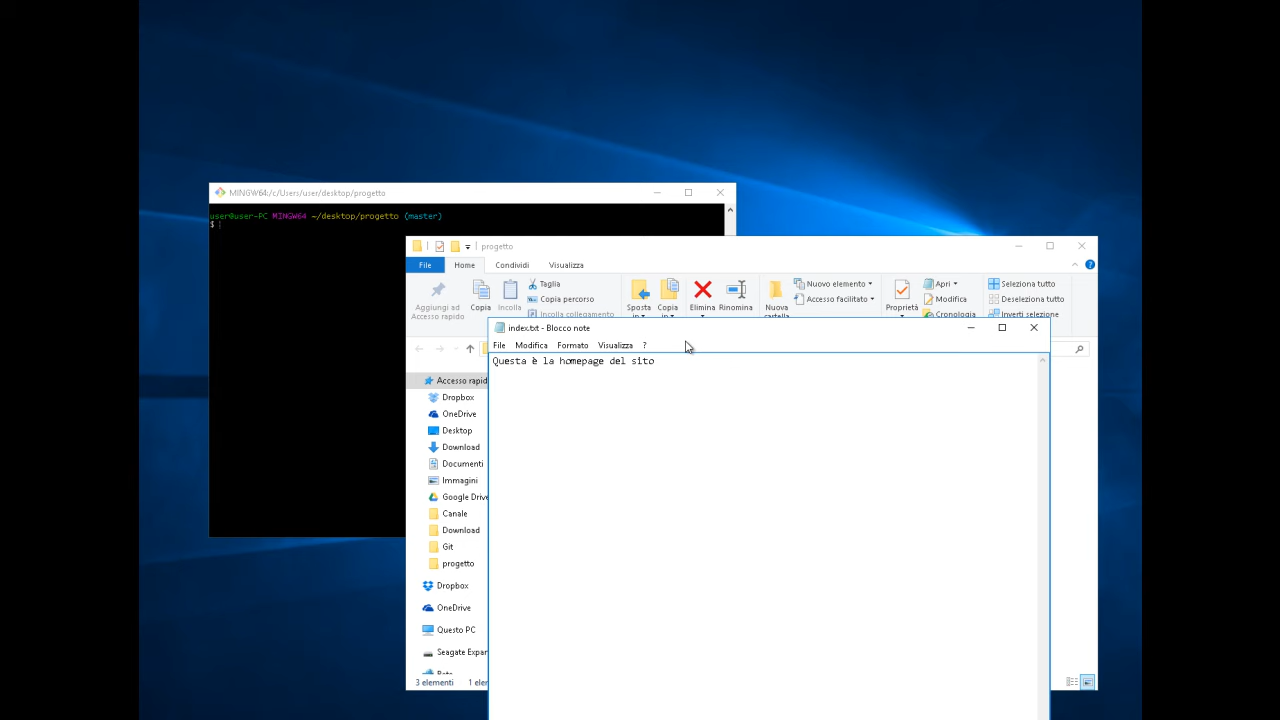 MINGW64:/c/Users/user/desktop/progetto
user@user-PC MINGW64 ~/desktop/progetto (master)
$
progetto
File Home Condividi Visualizza
Aggiungi ad Accesso rapido
Copia
Incolla
Taglia
Copia percorso
Incolla collegamento
Sposta in
Copia in
Elimina
Rinomina
Nuova cartella
Nuovo elemento
Accesso facilitato
Proprietà
Apri
Modifica
Cronologia
Seleziona tutto
Deseleziona tutto
Inverti selezione
index.txt - Blocco note
File Modifica Formato Visualizza ?
Questa è la homepage del sito
Accesso rapid
Dropbox
OneDrive
Desktop
Download
Documenti
Immagini
Google Drive
Canale
Download
Git
progetto
Dropbox
OneDrive
Questo PC
Seagate Expan
3 elementi 1 elem